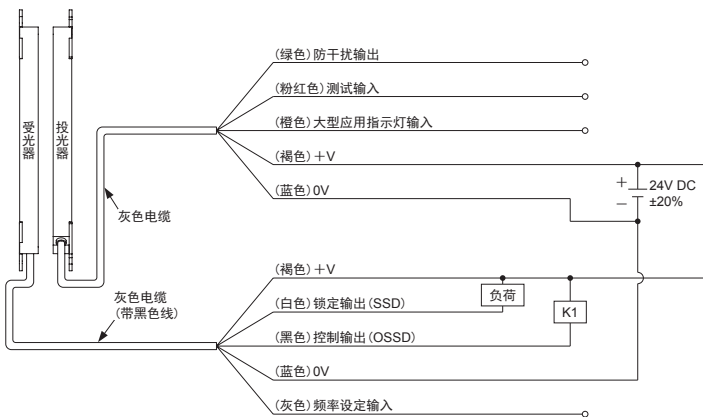 受光器
投光器
(绿色)防干扰输出
(粉红色)测试输入
(橙色)大型应用指示灯输入
(褐色)+V
(蓝色)0V
+
−
24V DC
±20%
灰色电缆
灰色电缆
(带黑色线)
(褐色)+V
(白色)锁定输出(SSD)
(黑色)控制输出(OSSD)
(蓝色)0V
(灰色)频率设定输入
负荷
K1